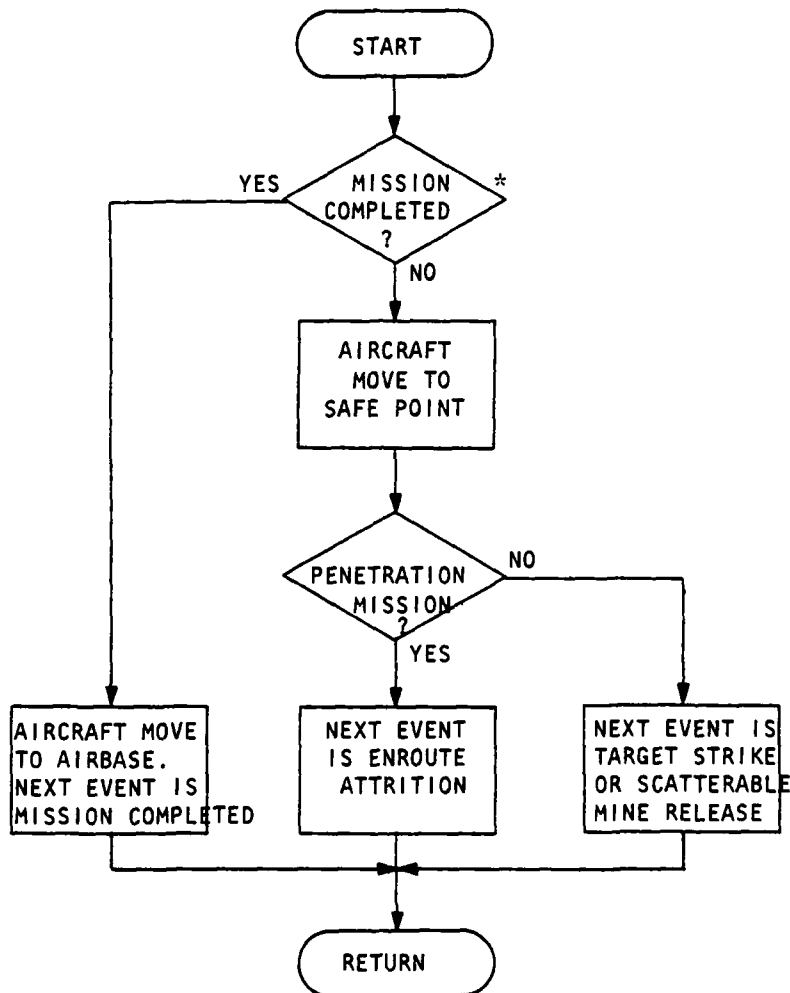 START
YES
MISSION *
COMPLETED
?
NO
AIRCRAFT
MOVE TO
SAFE POINT
PENETRATION
MISSION
?
NO
YES
AIRCRAFT MOVE
TO AIRBASE.
NEXT EVENT IS
MISSION COMPLETED
NEXT EVENT
IS ENROUTE
ATTRITION
NEXT EVENT IS
TARGET STRIKE
OR SCATTERABLE
MINE RELEASE
RETURN